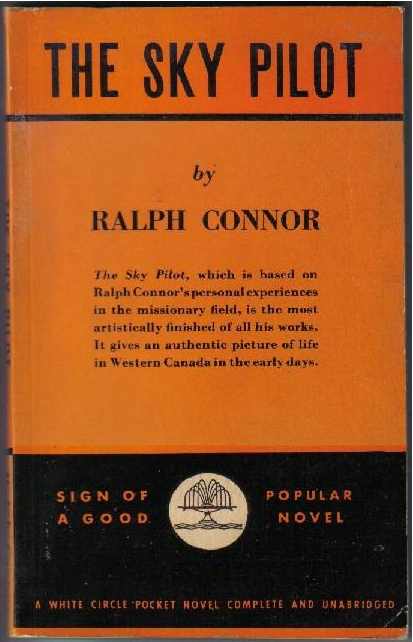 THE SKY PILOT
by
RALPH CONNOR
The Sky Pilot, which is based on
Ralph Connor's personal experiences
in the missionary field, is the most
artistically finished of all his works.
It gives an authentic picture of life
in Western Canada in the early days.
SIGN OF
A GOOD
POPULAR
NOVEL
A WHITE CIRCLE POCKET NOVEL COMPLETE AND UNABRIDGED